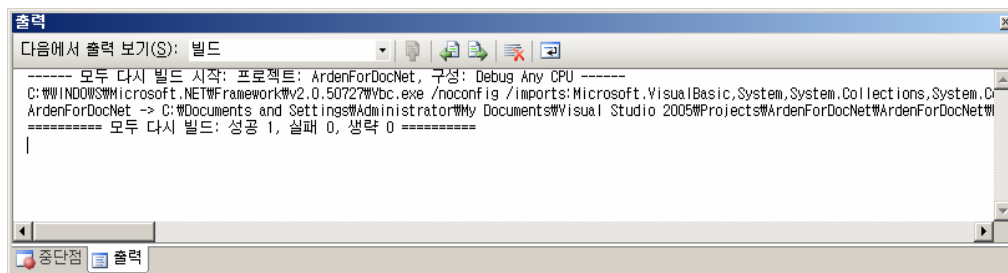 출력
다음에서 출력 보기(S): 빌드
------ 모두 다시 빌드 시작: 프로젝트: ArdenForDocNet, 구성: Debug Any CPU ------
C:₩WINDOWS₩Microsoft.NET₩Framework₩v2.0.50727₩Vbc.exe /noconfig /imports:Microsoft.VisualBasic,System,System.Collections,System.C
ArdenForDocNet -> C:₩Documents and Settings₩Administrator₩My Documents₩Visual Studio 2005₩Projects₩ArdenForDocNet₩ArdenForDocNet₩
========== 모두 다시 빌드: 성공 1, 실패 0, 생략 0 ==========
중단점 출력